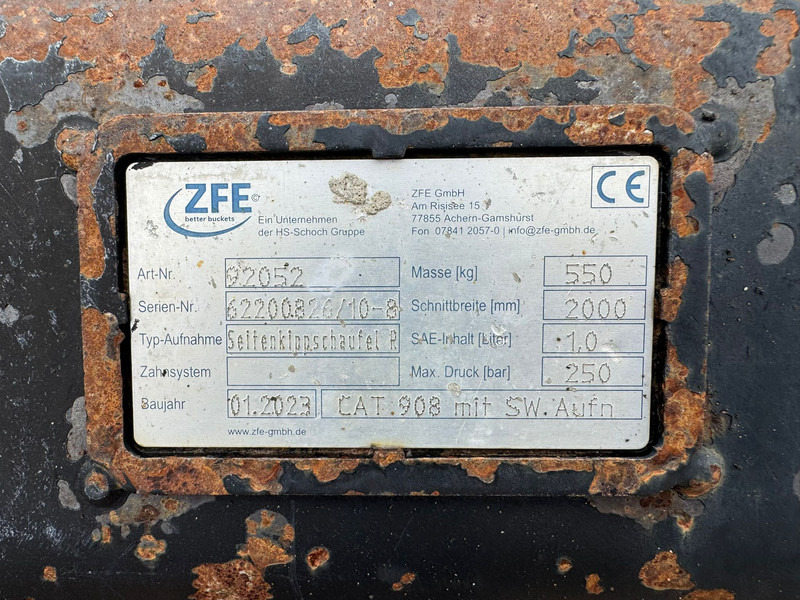 ZFE©
better buckets
Ein Unternehmen
der HS-Schoch Gruppe
ZFE GmbH
Am Risisee 15
77855 Achern-Gamshürst
Fon 07841 2057-0 | info@zfe-gmbh.de
CE
Art-Nr. 92052
Masse [kg] 550
Serien-Nr. 62200826/10-8
Schnittbreite [mm] 2000
Typ-Aufnahme Seitenkippschaufel R
SAE-Inhalt [Liter] 1,0
Zahnsystem
Max. Druck [bar] 250
Baujahr 01.2023 CAT.908 mit SW.Aufn
www.zfe-gmbh.de